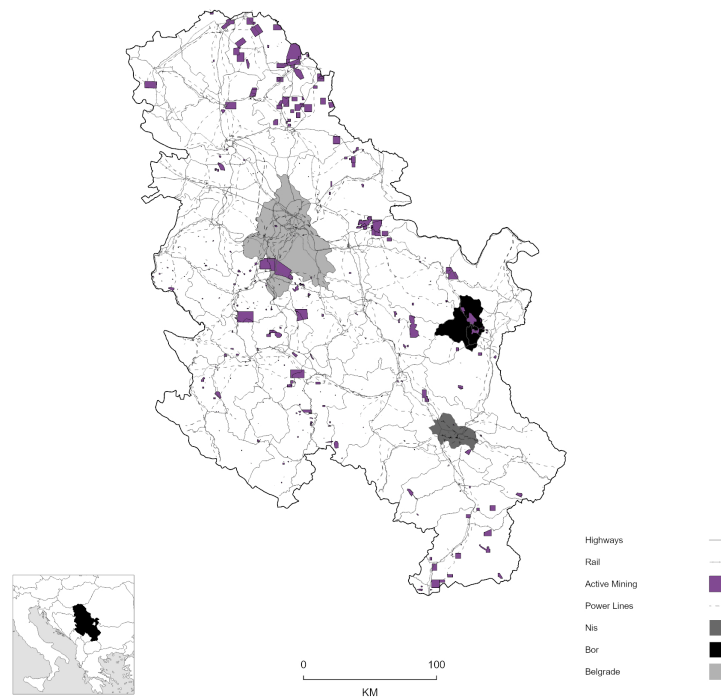 Highways
Rail
Active Mining
Power Lines
Nis
Bor
Belgrade
0 100
KM